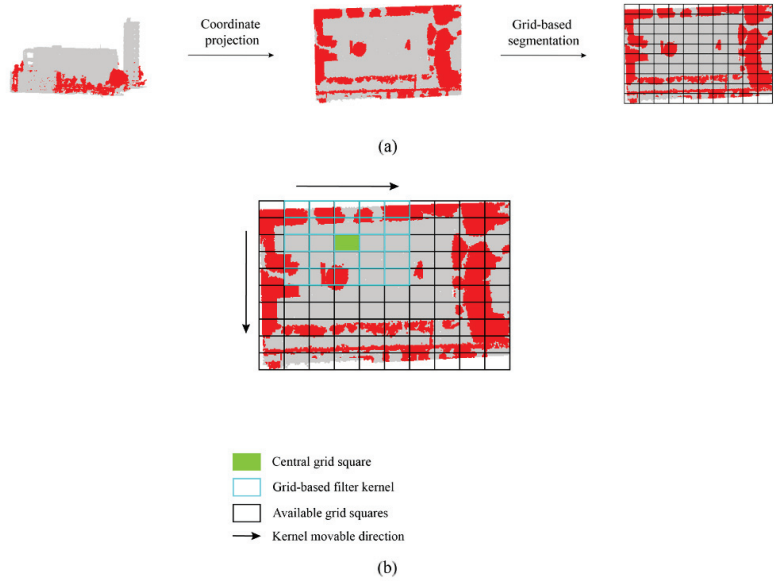 Coordinate
projection
Grid-based
segmentation
(a)
Central grid square
Grid-based filter kernel
Available grid squares
Kernel movable direction
(b)